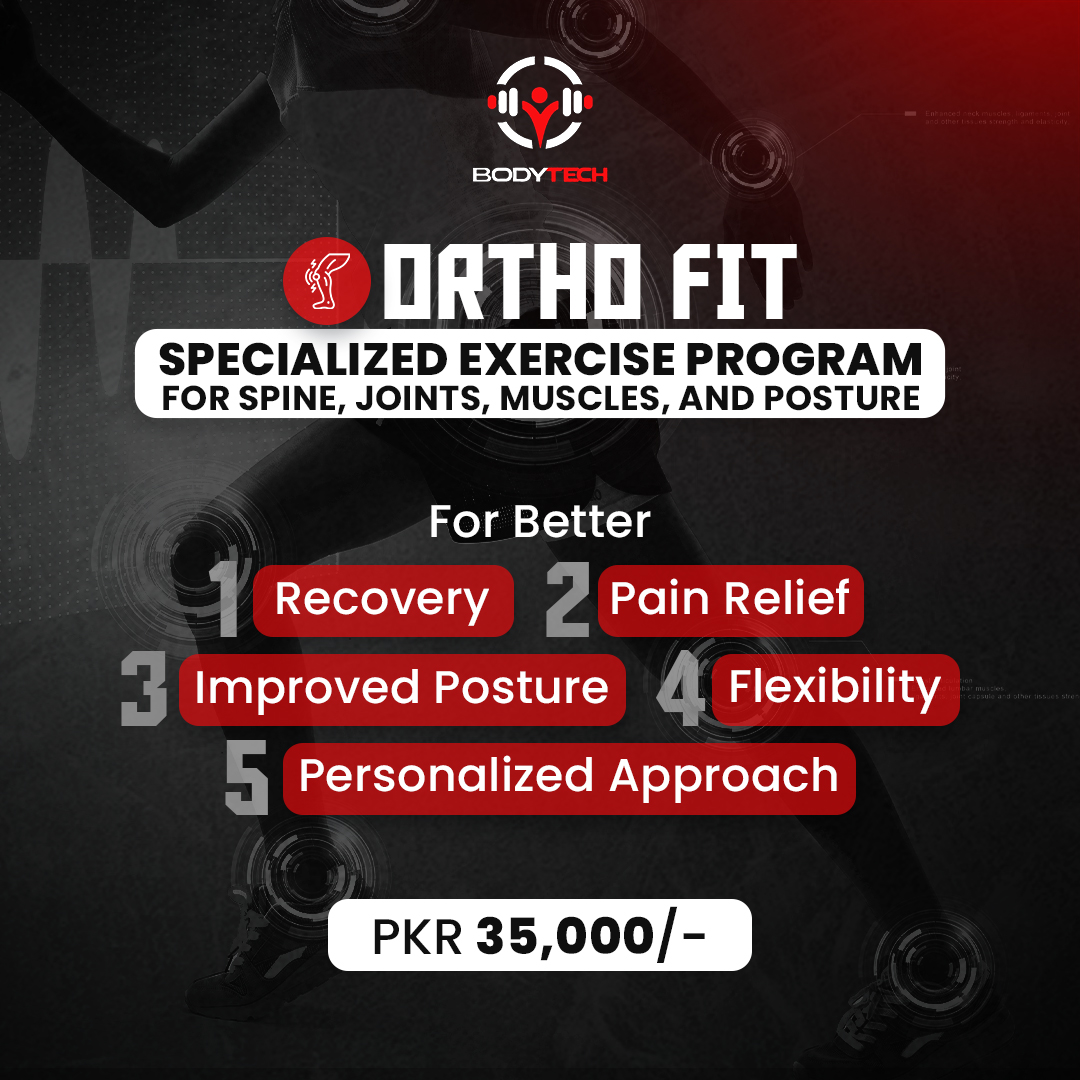 BODYTECH
ORTHO FIT
SPECIALIZED EXERCISE PROGRAM
FOR SPINE, JOINTS, MUSCLES, AND POSTURE
For Better
1 Recovery 2 Pain Relief
3 Improved Posture 4 Flexibility
5 Personalized Approach
PKR 35,000/-